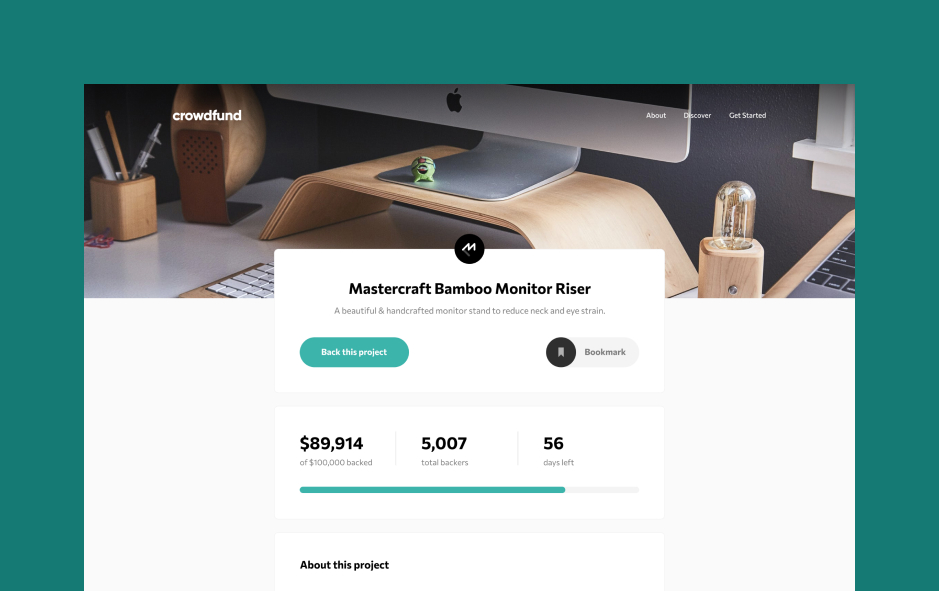 crowdfund
About Discover Get Started
Mastercraft Bamboo Monitor Riser
A beautiful & handcrafted monitor stand to reduce neck and eye strain.
Back this project Bookmark
$89,914 5,007 56
of $100,000 backed total backers days left
About this project